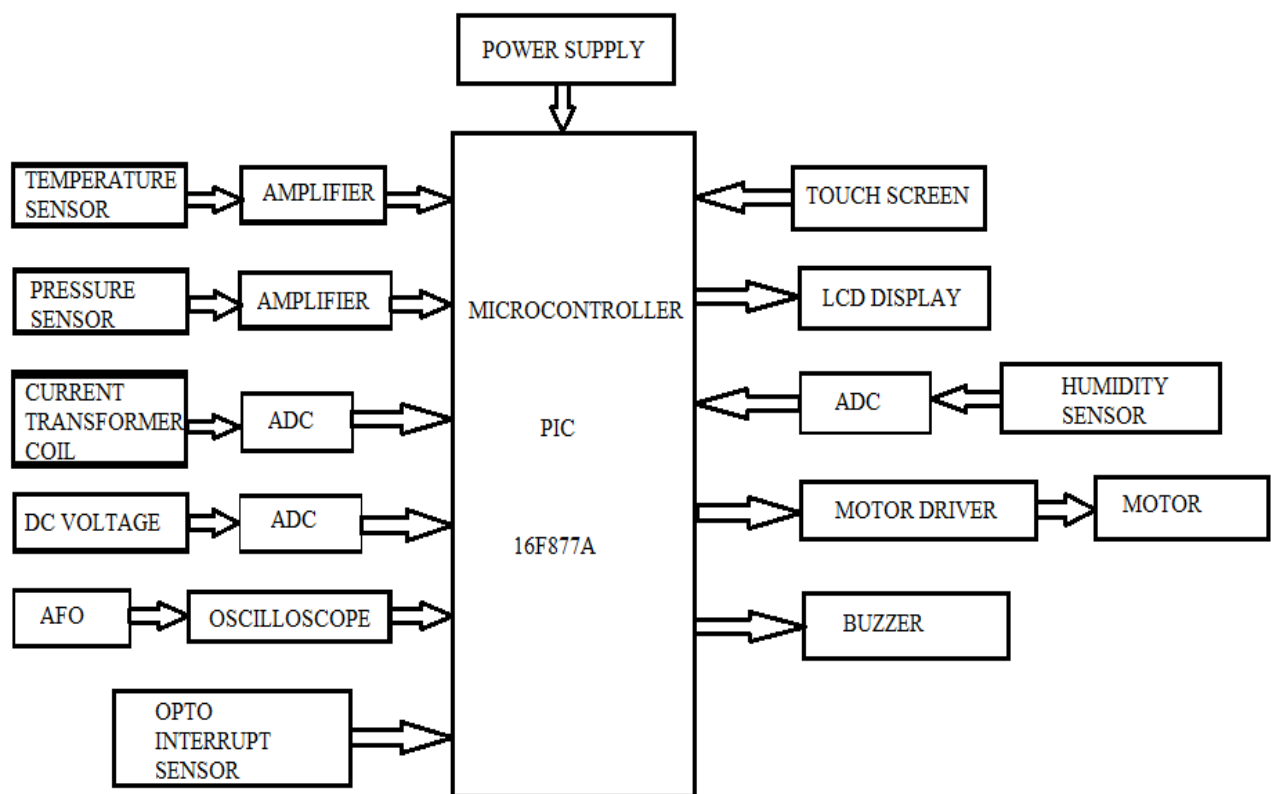 POWER SUPPLY
TEMPERATURE
SENSOR
AMPLIFIER
TOUCH SCREEN
PRESSURE
SENSOR
AMPLIFIER
MICROCONTROLLER
LCD DISPLAY
CURRENT
TRANSFORMER
COIL
ADC
PIC
ADC
HUMIDITY
SENSOR
DC VOLTAGE
ADC
16F877A
MOTOR DRIVER
MOTOR
AFO
OSCILLOSCOPE
BUZZER
OPTO
INTERRUPT
SENSOR